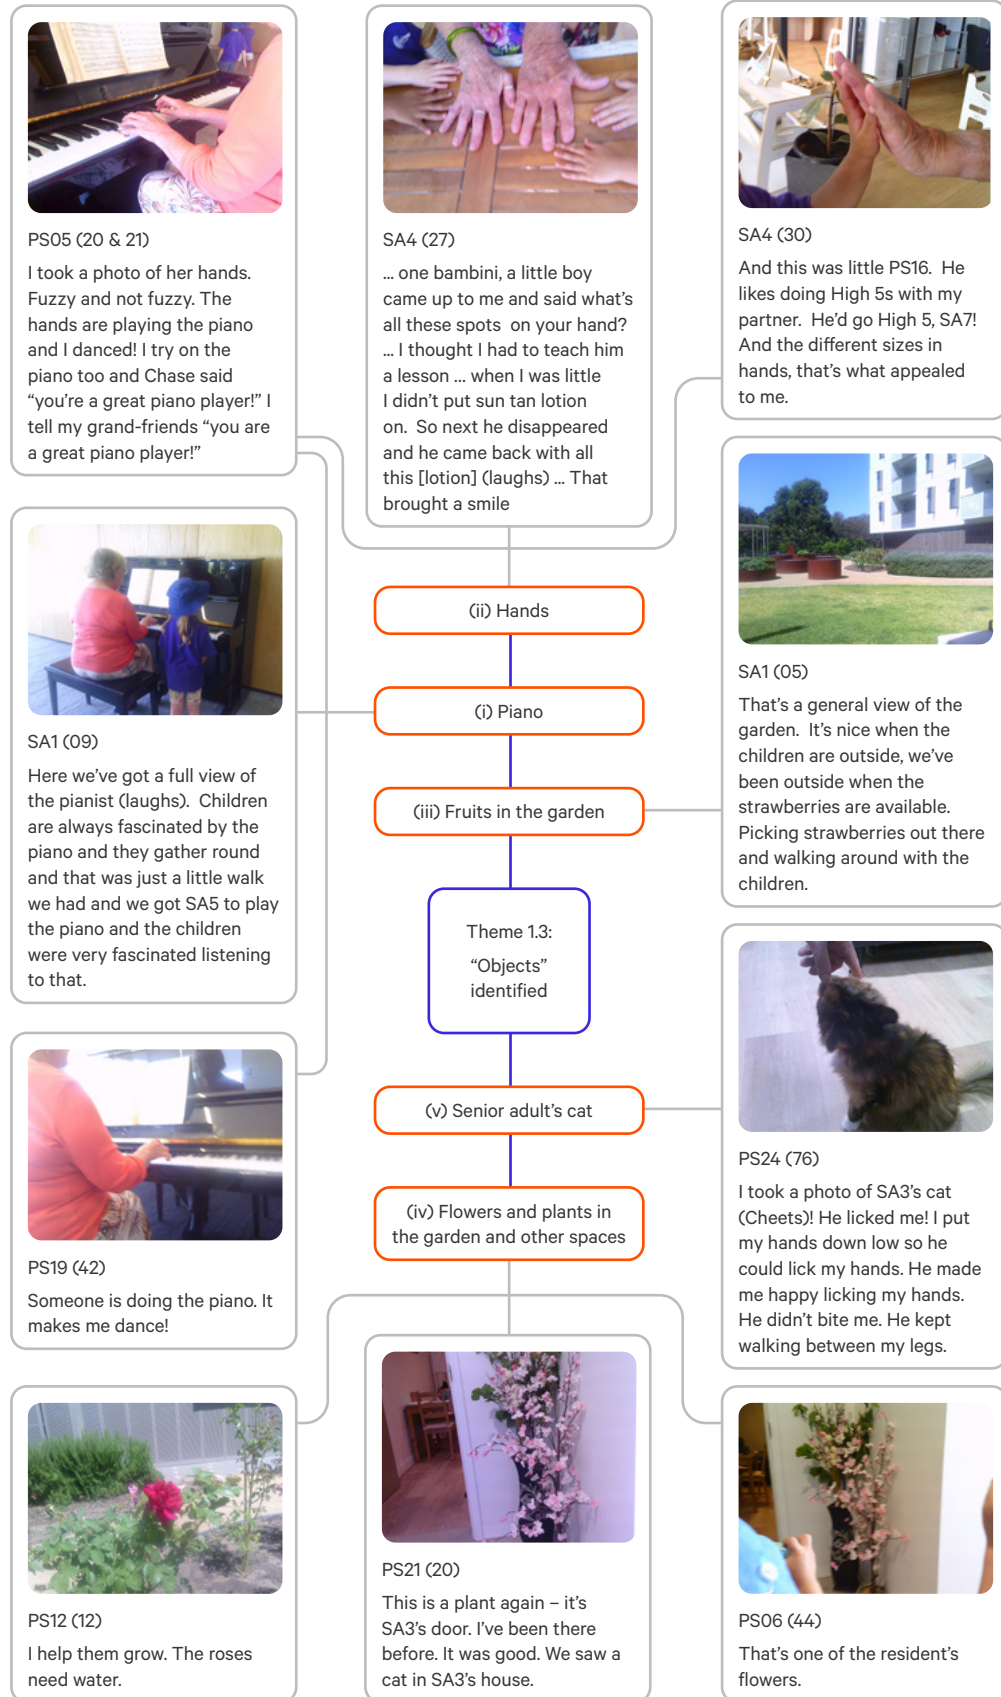 PS05 (20 & 21)
I took a photo of her hands.
Fuzzy and not fuzzy. The
hands are playing the piano
and I danced! I try on the
piano too and Chase said
“you’re a great piano player!” I
tell my grand-friends “you are
a great piano player!”
SA4 (27)
... one bambini, a little boy
came up to me and said what’s
all these spots on your hand?
... I thought I had to teach him
a lesson ... when I was little
I didn’t put sun tan lotion
on. So next he disappeared
and he came back with all
this [lotion] (laughs) ... That
brought a smile
SA4 (30)
And this was little PS16. He
likes doing High 5s with my
partner. He’d go High 5, SA7!
And the different sizes in
hands, that’s what appealed
to me.
SA1 (09)
Here we’ve got a full view of
the pianist (laughs). Children
are always fascinated by the
piano and they gather round
and that was just a little walk
we had and we got SA5 to play
the piano and the children
were very fascinated listening
to that.
(ii) Hands
(i) Piano
(iii) Fruits in the garden
Theme 1.3:
“Objects”
identified
(v) Senior adult’s cat
(iv) Flowers and plants in
the garden and other spaces
SA1 (05)
That’s a general view of the
garden. It’s nice when the
children are outside, we’ve
been outside when the
strawberries are available.
Picking strawberries out there
and walking around with the
children.
PS19 (42)
Someone is doing the piano. It
makes me dance!
PS24 (76)
I took a photo of SA3’s cat
(Cheets)! He licked me! I put
my hands down low so he
could lick my hands. He made
me happy licking my hands.
He didn’t bite me. He kept
walking between my legs.
PS12 (12)
I help them grow. The roses
need water.
PS21 (20)
This is a plant again – it’s
SA3’s door. I’ve been there
before. It was good. We saw a
cat in SA3’s house.
PS06 (44)
That’s one of the resident’s
flowers.